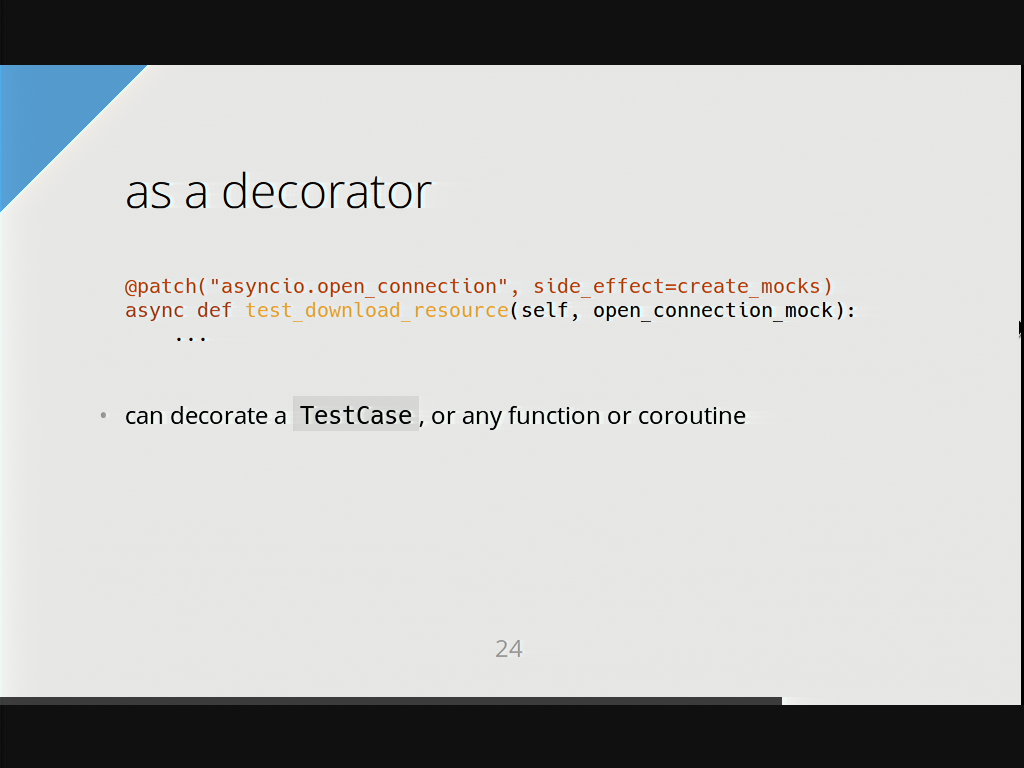 as a decorator
@patch("asyncio.open_connection", side_effect=create_mocks)
async def test_download_resource(self, open_connection_mock):
...
• can decorate a TestCase, or any function or coroutine
24